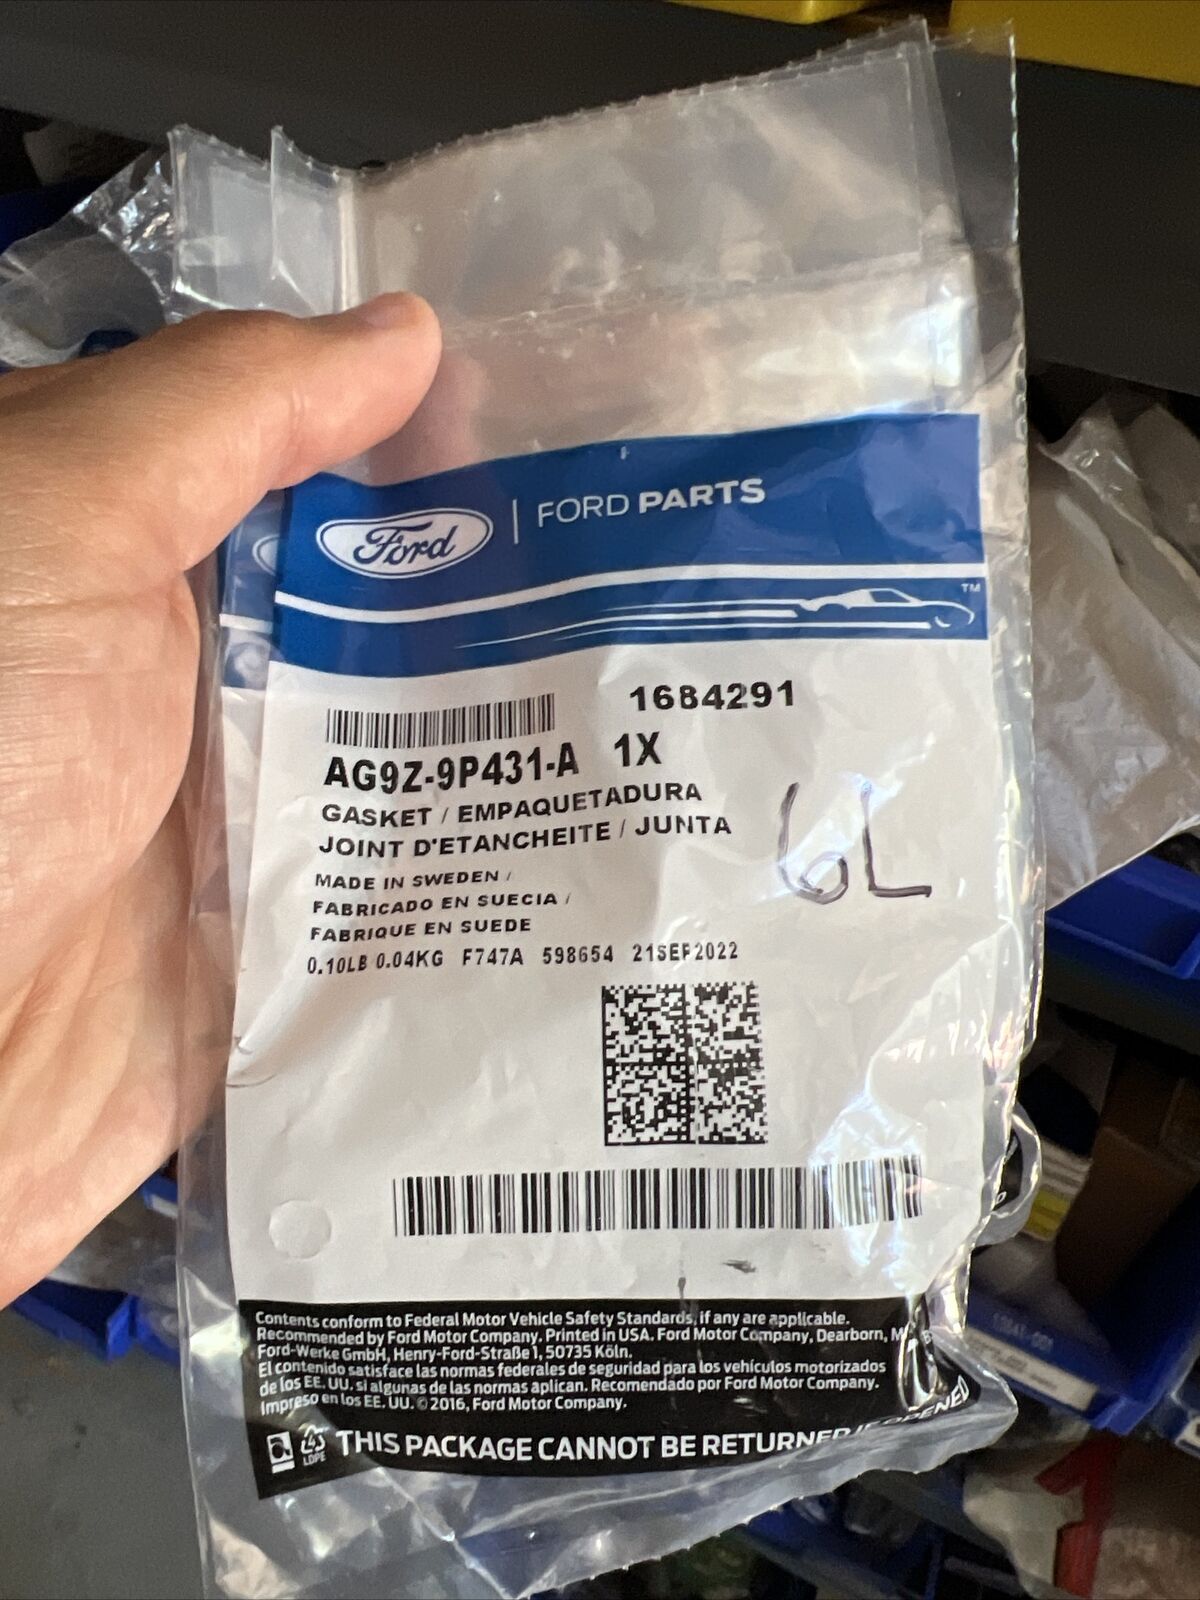 Ford | FORD PARTS
TM
1684291
AG9Z-9P431-A 1X
GASKET / EMPAQUETADURA
JOINT D'ETANCHEITE / JUNTA
6L
MADE IN SWEDEN /
FABRICADO EN SUECIA /
FABRIQUE EN SUEDE
0.10LB 0.04KG F747A 598654 21SEP2022
Contents conform to Federal Motor Vehicle Safety Standards, if any are applicable.
Recommended by Ford Motor Company. Printed in USA. Ford Motor Company, Dearborn,
Ford-Werke GmbH, Henry-Ford-Straße 1, 50735 Köln.
El contenido satisface las normas federales de seguridad para los vehículos motorizados
de los EE. UU. si algunas de las normas aplican. Recomendado por Ford Motor Company.
Impreso en los EE. UU. © 2016, Ford Motor Company.
4
LDPE
THIS PACKAGE CANNOT BE RETURNED IF OPENED